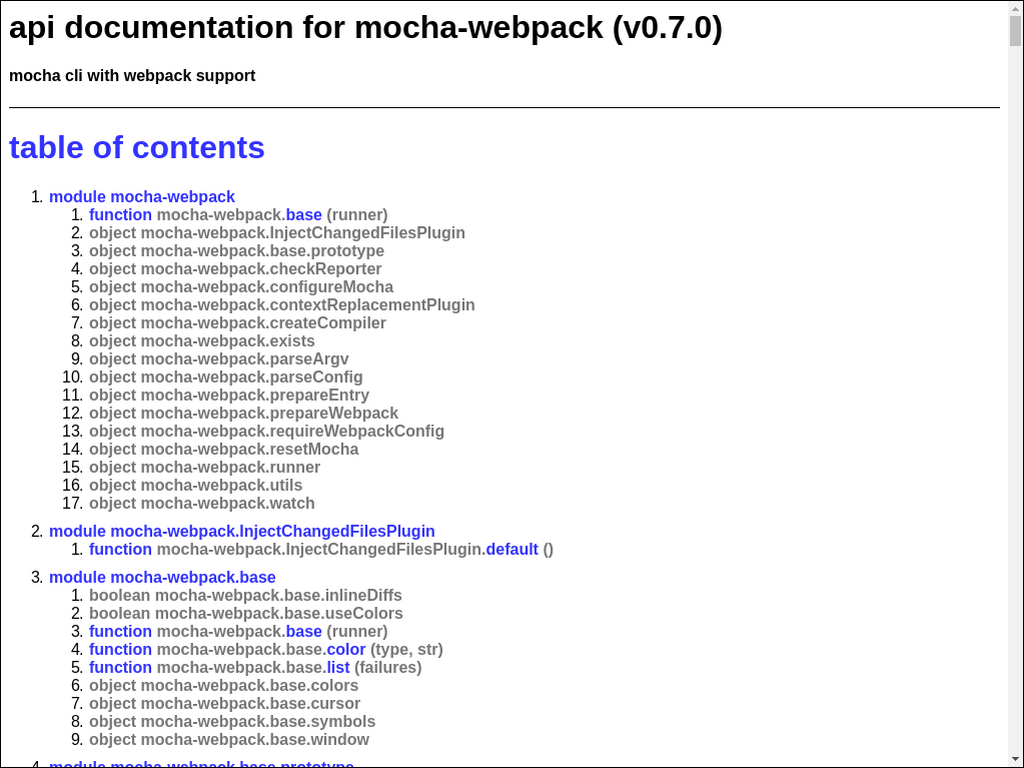 api documentation for mocha-webpack (v0.7.0)
mocha cli with webpack support
table of contents
1. module mocha-webpack
1. function mocha-webpack.base (runner)
2. object mocha-webpack.InjectChangedFilesPlugin
3. object mocha-webpack.base.prototype
4. object mocha-webpack.checkReporter
5. object mocha-webpack.configureMocha
6. object mocha-webpack.contextReplacementPlugin
7. object mocha-webpack.createCompiler
8. object mocha-webpack.exists
9. object mocha-webpack.parseArgv
10. object mocha-webpack.parseConfig
11. object mocha-webpack.prepareEntry
12. object mocha-webpack.prepareWebpack
13. object mocha-webpack.requireWebpackConfig
14. object mocha-webpack.resetMocha
15. object mocha-webpack.runner
16. object mocha-webpack.utils
17. object mocha-webpack.watch
2. module mocha-webpack.InjectChangedFilesPlugin
1. function mocha-webpack.InjectChangedFilesPlugin.default ()
3. module mocha-webpack.base
1. boolean mocha-webpack.base.inlineDiffs
2. boolean mocha-webpack.base.useColors
3. function mocha-webpack.base (runner)
4. function mocha-webpack.base.color (type, str)
5. function mocha-webpack.base.list (failures)
6. object mocha-webpack.base.colors
7. object mocha-webpack.base.cursor
8. object mocha-webpack.base.symbols
9. object mocha-webpack.base.window
4. module mocha-webpack.base.prototype